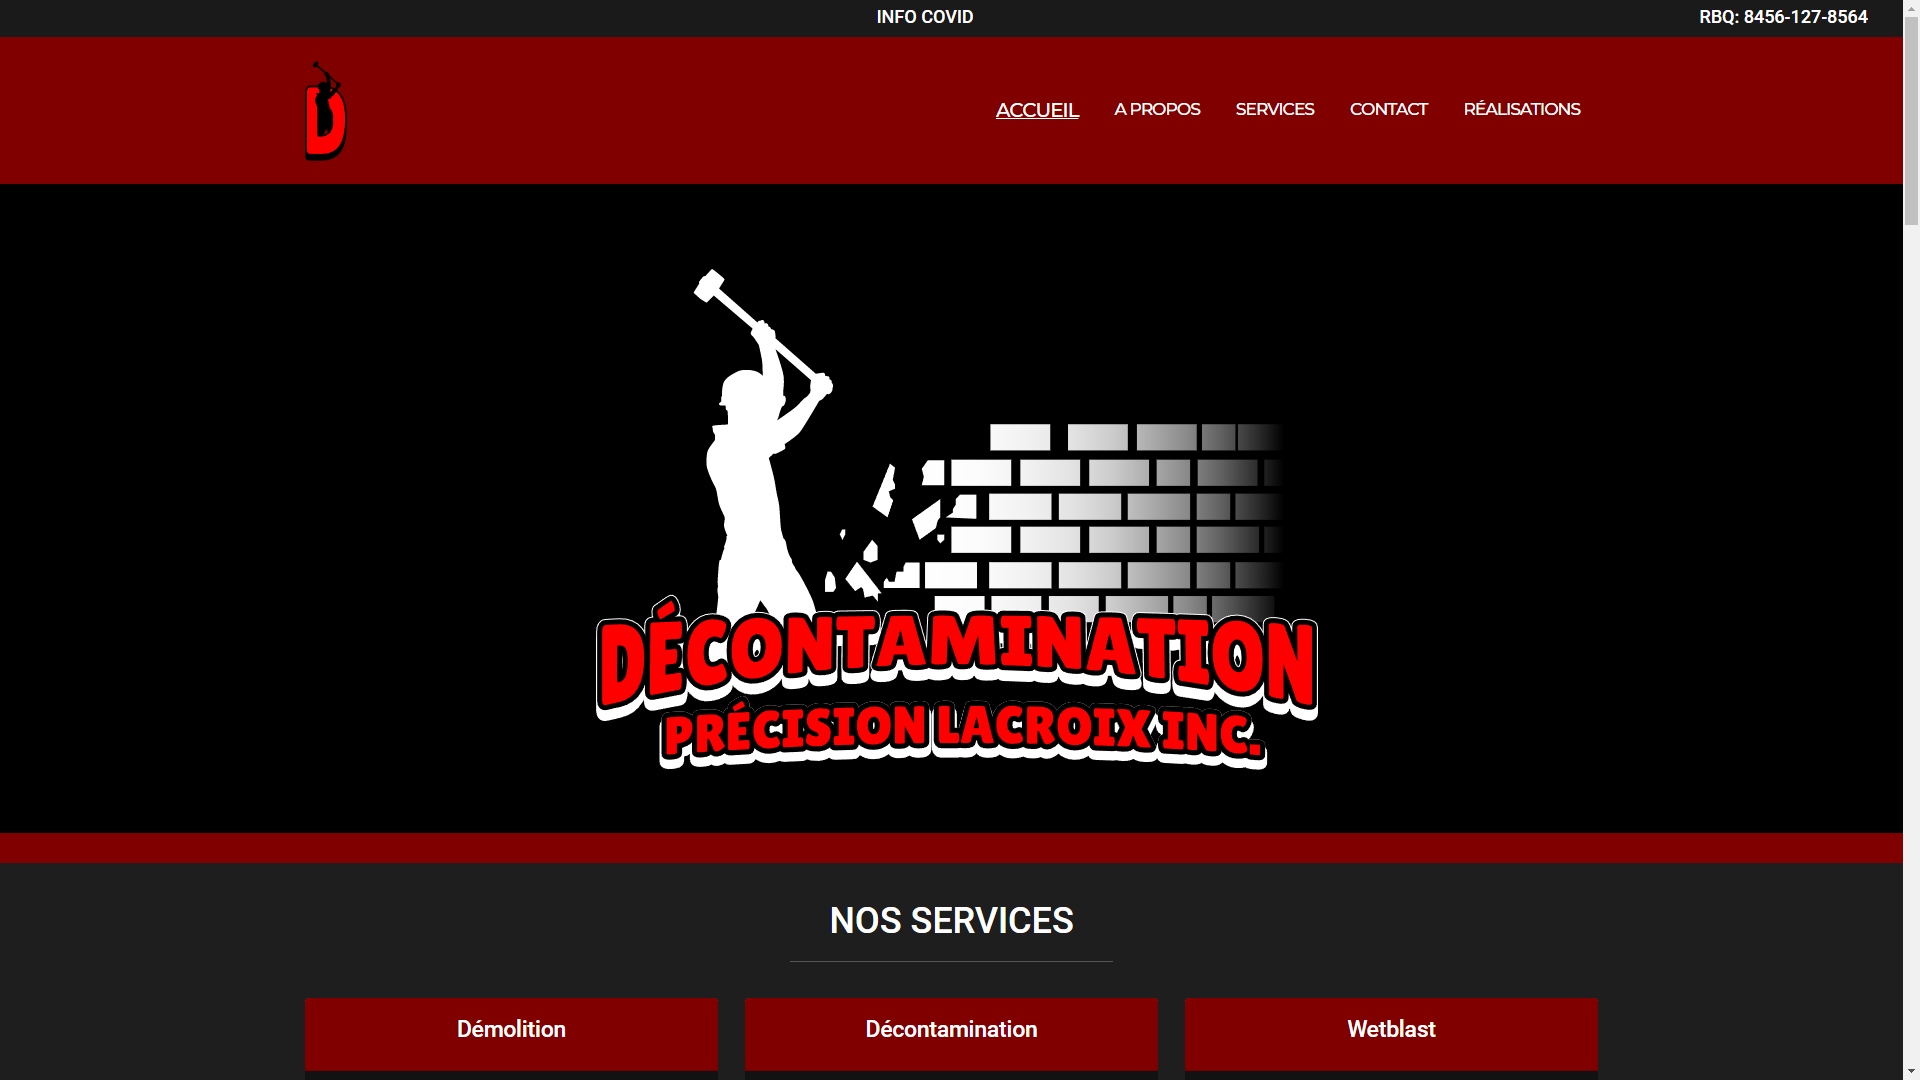 INFO COVID
RBQ: 8456-127-8564
D
ACCUEIL
A PROPOS
SERVICES
CONTACT
RÉALISATIONS
DÉCONTAMINATION
PRÉCISION LACROIX INC.
NOS SERVICES
Démolition
Décontamination
Wetblast